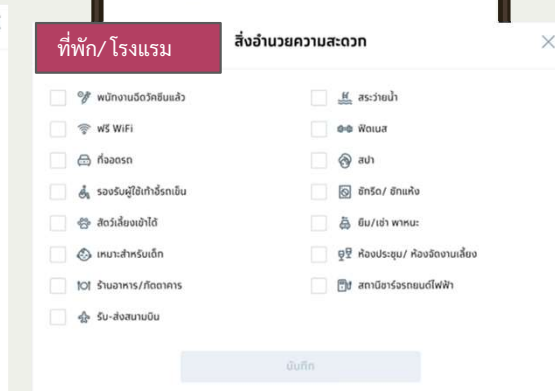 ที่พัก/โรงแรม
สิ่งอำนวยความสะดวก
พนักงานฉีดวัคซีนแล้ว
สระว่ายน้ำ
ฟรี WiFi
ฟิตเนส
ที่จอดรถ
สปา
รองรับผู้ใช้เก้าอี้รถเข็น
ซักรีด/ ซักแห้ง
สัตว์เลี้ยงเข้าได้
ยืม/เช่า พาหนะ
เหมาะสำหรับเด็ก
ห้องประชุม/ ห้องจัดงานเลี้ยง
ร้านอาหาร/ภัตตาคาร
สถานีชาร์จรถยนต์ไฟฟ้า
รับ-ส่งสนามบิน
บันทึก